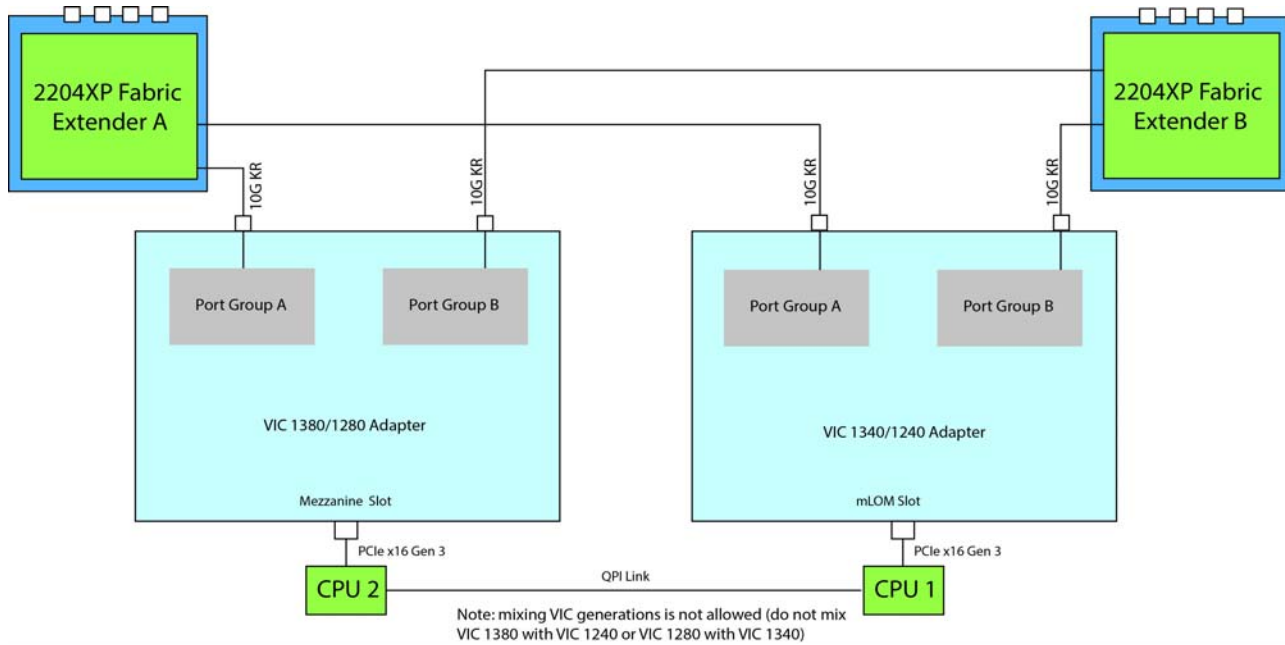 2204XP Fabric
Extender A
2204XP Fabric
Extender B
10G KR
10G KR
10G KR
10G KR
Port Group A
Port Group B
Port Group A
Port Group B
VIC 1380/1280 Adapter
VIC 1340/1240 Adapter
Mezzanine Slot
mLOM Slot
PCIe x16 Gen 3
PCIe x16 Gen 3
CPU 2
QPI Link
CPU 1
Note: mixing VIC generations is not allowed (do not mix
VIC 1380 with VIC 1240 or VIC 1280 with VIC 1340)